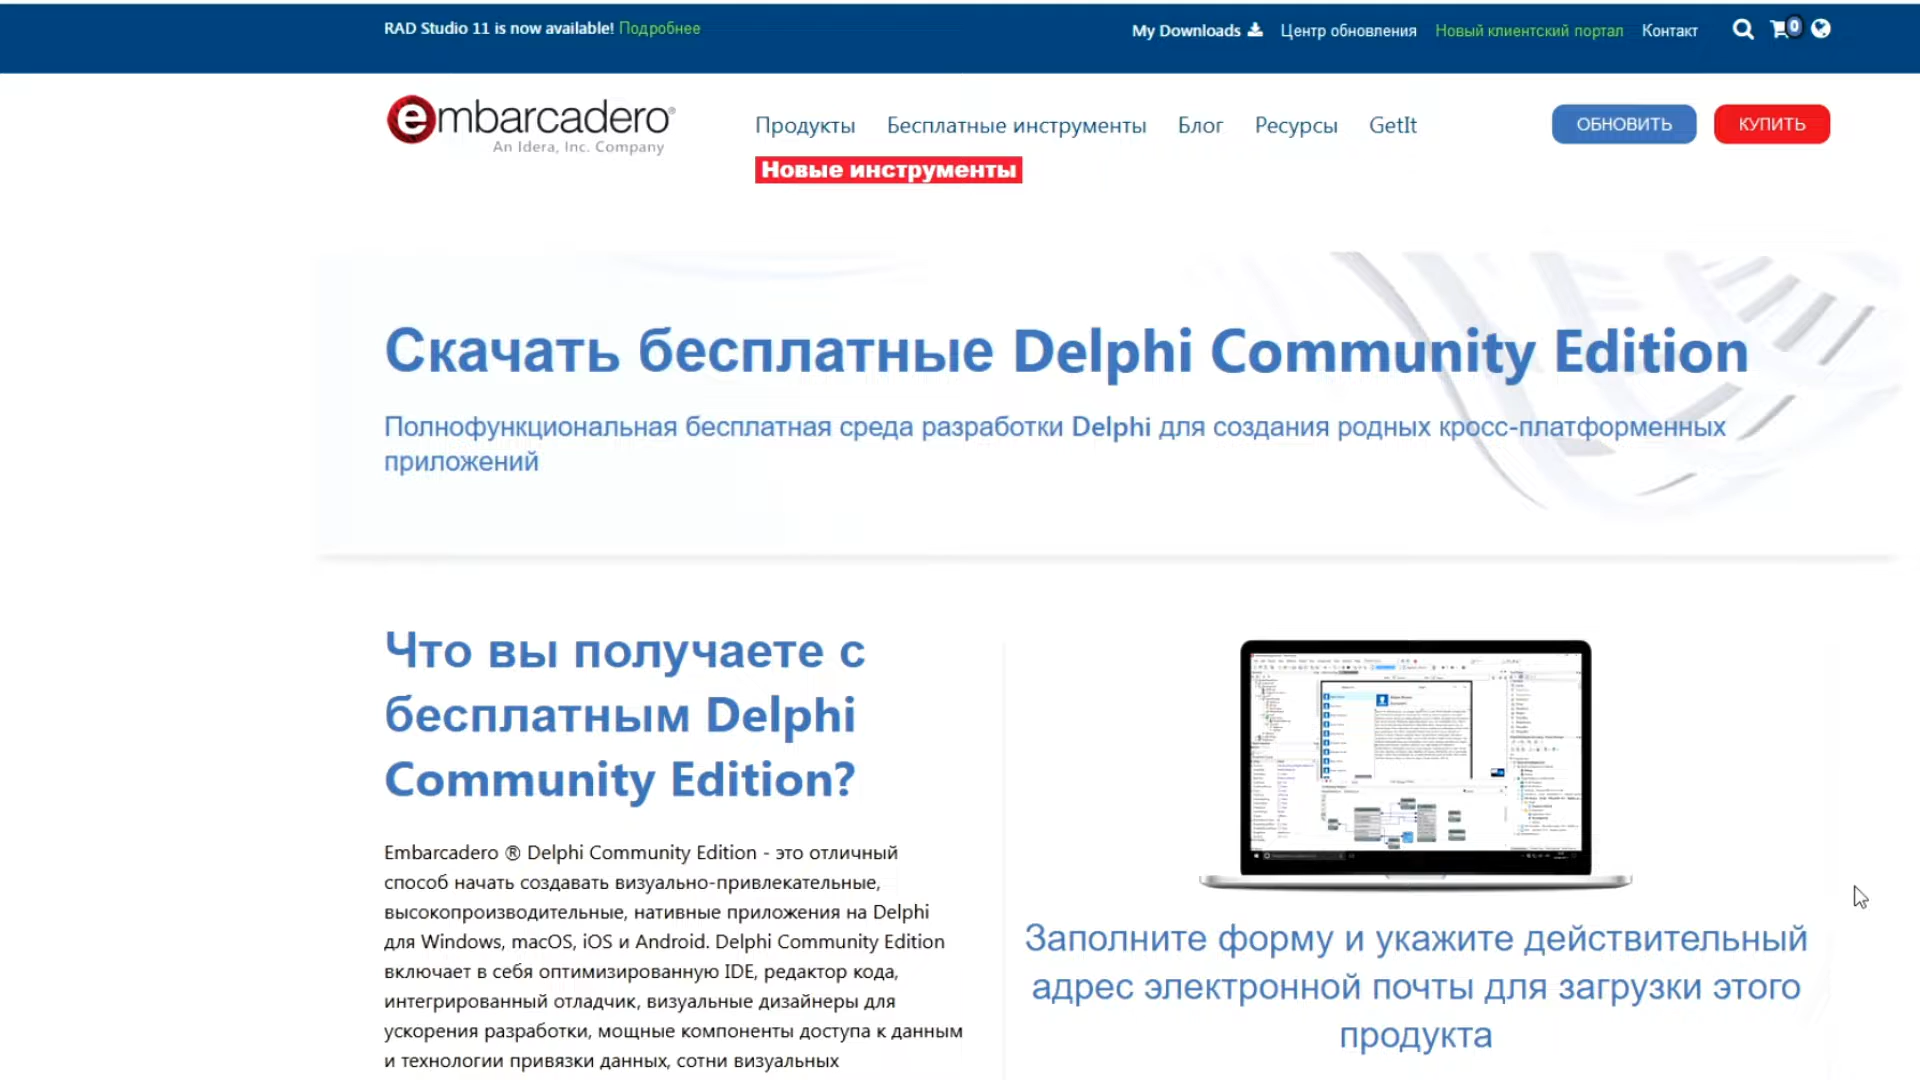 RAD Studio 11 is now available! Подробнее
My Downloads Центр обновления Новый клиентский портал Контакт 0
embarcadero®
An Idera, Inc. Company
Продукты Бесплатные инструменты Блог Ресурсы GetIt
ОБНОВИТЬ КУПИТЬ
Новые инструменты
Скачать бесплатные Delphi Community Edition
Полнофункциональная бесплатная среда разработки Delphi для создания родных кросс-платформенных
приложений
Что вы получаете с
бесплатным Delphi
Community Edition?
Embarcadero ® Delphi Community Edition - это отличный
способ начать создавать визуально-привлекательные,
высокопроизводительные, нативные приложения на Delphi
для Windows, macOS, iOS и Android. Delphi Community Edition
включает в себя оптимизированную IDE, редактор кода,
интегрированный отладчик, визуальные дизайнеры для
ускорения разработки, мощные компоненты доступа к данным
и технологии привязки данных, сотни визуальных
Заполните форму и укажите действительный
адрес электронной почты для загрузки этого
продукта